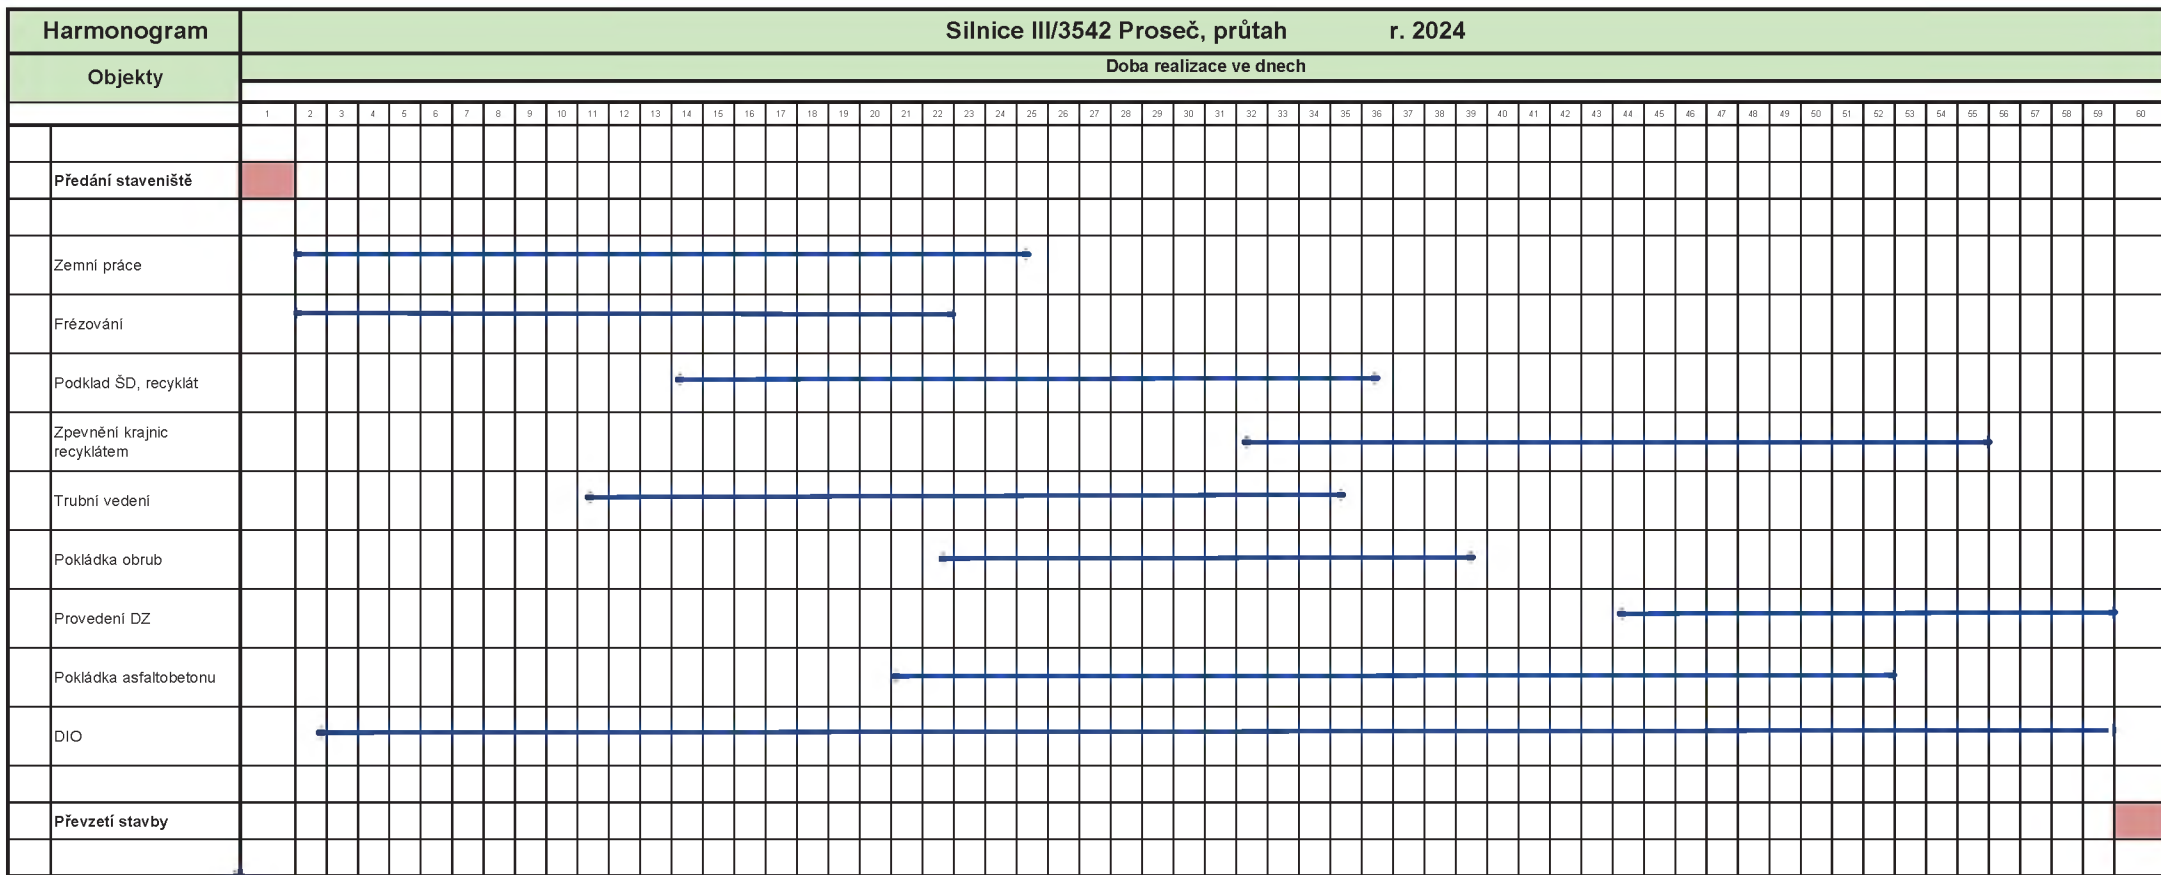 Harmonogram
Silnice III/3542 Proseč, průtah r. 2024
Objekty
Doba realizace ve dnech
1 2 3 4 5 6 7 8 9 10 11 12 13 14 15 16 17 18 19 20 21 22 23 24 25 26 27 28 29 30 31 32 33 34 35 36 37 38 39 40 41 42 43 44 45 46 47 48 49 50 51 52 53 54 55 56 57 58 59 60
Předání staveniště
Zemní práce
Frézování
Podklad ŠD, recyklát
Zpevnění krajnic
recyklátem
Trubní vedení
Pokládka obrub
Provedení DZ
Pokládka asfaltobetonu
DIO
Převzetí stavby